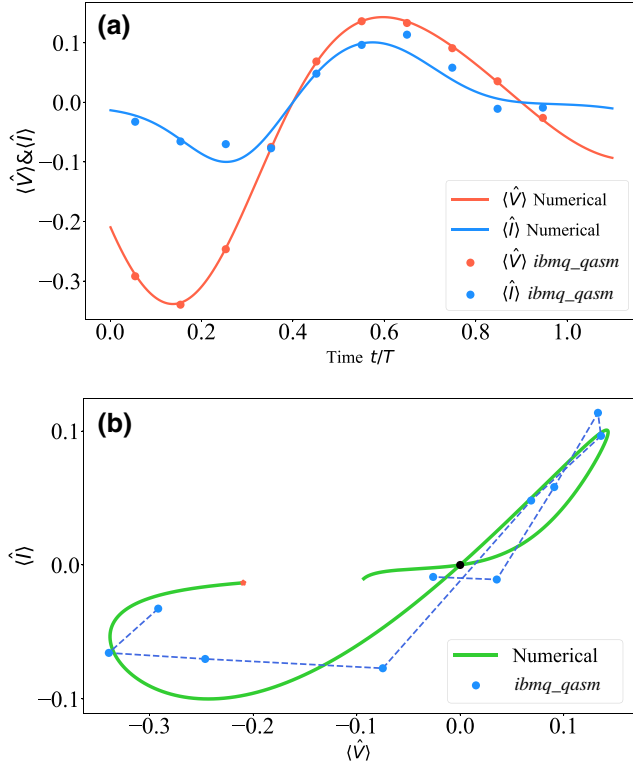 (a)
0.1
0.0
−0.1
−0.2
−0.3
⟨V̂⟩&⟨Î⟩
⟨V̂⟩ Numerical
⟨Î⟩ Numerical
⟨V̂⟩ ibmq_qasm
⟨Î⟩ ibmq_qasm
0.0 0.2 0.4 0.6 0.8 1.0
Time t/T
(b)
0.1
0.0
−0.1
⟨Î⟩
Numerical
ibmq_qasm
−0.3 −0.2 −0.1 0.0 0.1
⟨V̂⟩